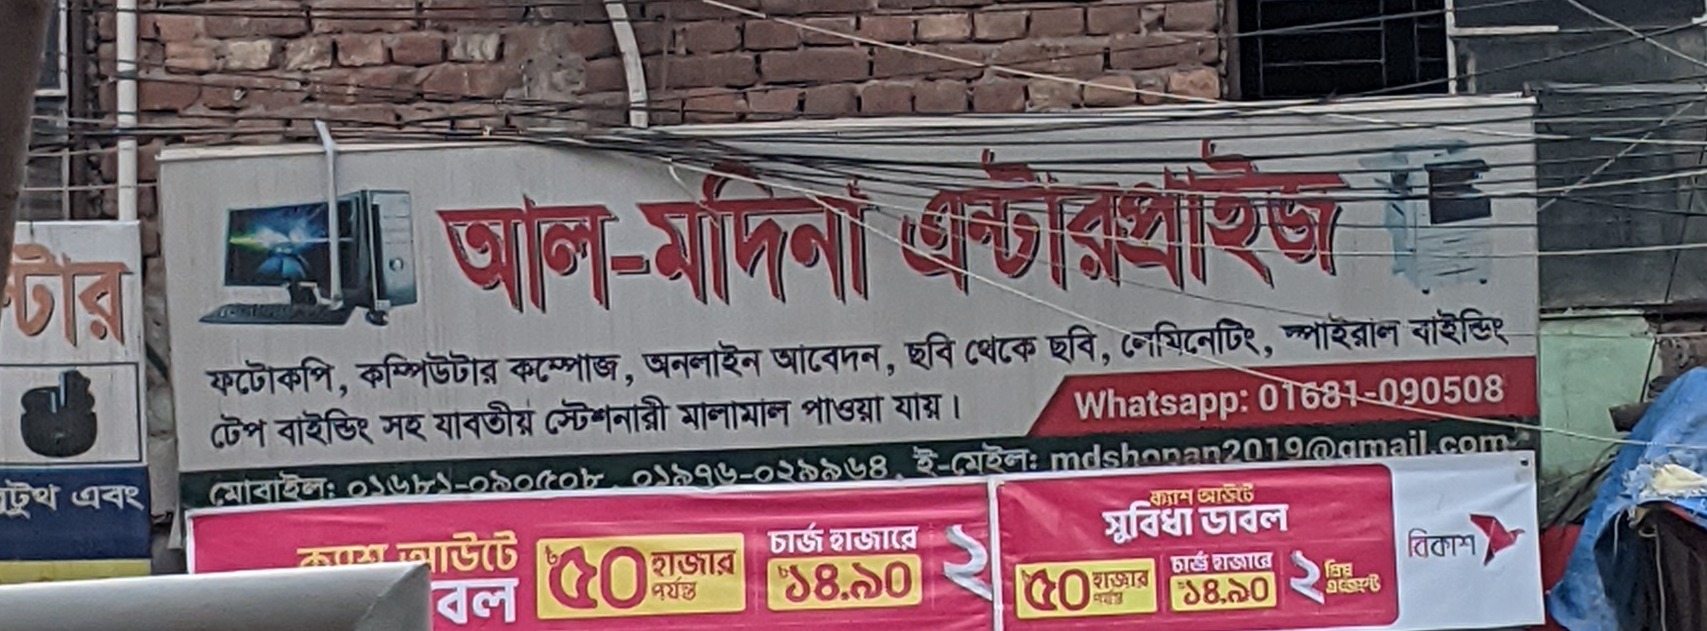 আল-মদিনা এন্টারপ্রাইজ
ফটোকপি, কম্পিউটার কম্পোজ, অনলাইন আবেদন, ছবি থেকে ছবি, লেমিনেটিং, স্পাইরাল বাইন্ডিং
টেপ বাইন্ডিং সহ যাবতীয় স্টেশনারী মালামাল পাওয়া যায়।
Whatsapp: 01681-090508
মোবাইল: ০১৬৮১-০৯০৫০৮, ০১৯৭৬-০২৯৯৬৪, ই-মেইল: mdshopan2019@gmail.com
ক্যাশ আউটে
৳৫০ হাজার পর্যন্ত
চার্জ হাজারে
৳১৪.৯০
২
ক্যাশ আউটে
সুবিধা ডাবল
৳৫০ হাজার পর্যন্ত
চার্জ হাজারে
৳১৪.৯০
২ প্রিয় এজেন্টে
বিকাশ
এবং